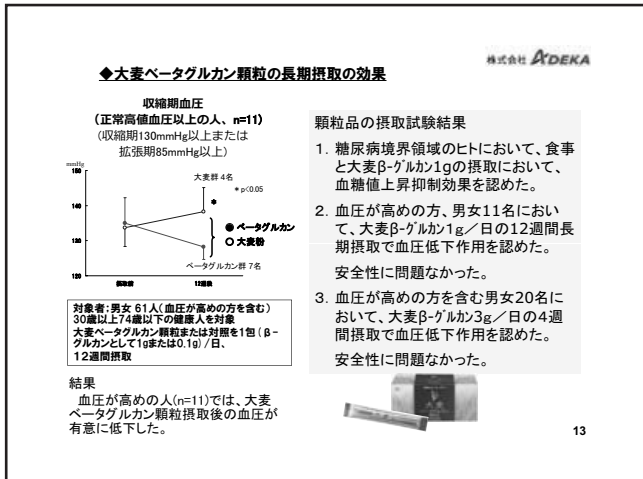 株式会社 ADEKA
◆大麦ベータグルカン顆粒の長期摂取の効果
収縮期血圧
(正常高値血圧以上の人、n=11)
(収縮期130mmHg以上または
拡張期85mmHg以上)
mmHg
150
140
130
120
大麦群 4名
* p<0.05
*
ベータグルカン
大麦粉
ベータグルカン群 7名
摂取前
12週後
対象者:男女 61人(血圧が高めの方を含む)
30歳以上74歳以下の健康人を対象
大麦ベータグルカン顆粒または対照を1包(β-
グルカンとして1gまたは0.1g)/日、
12週間摂取
結果
血圧が高めの人(n=11)では、大麦
ベータグルカン顆粒摂取後の血圧が
有意に低下した。
顆粒品の摂取試験結果
1. 糖尿病境界領域のヒトにおいて、食事
と大麦β-グルカン1gの摂取において、
血糖値上昇抑制効果を認めた。
2. 血圧が高めの方、男女11名におい
て、大麦β-グルカン1g/日の12週間長
期摂取で血圧低下作用を認めた。
安全性に問題なかった。
3. 血圧が高めの方を含む男女20名に
おいて、大麦β-グルカン3g/日の4週
間摂取で血圧低下作用を認めた。
安全性に問題なかった。
13